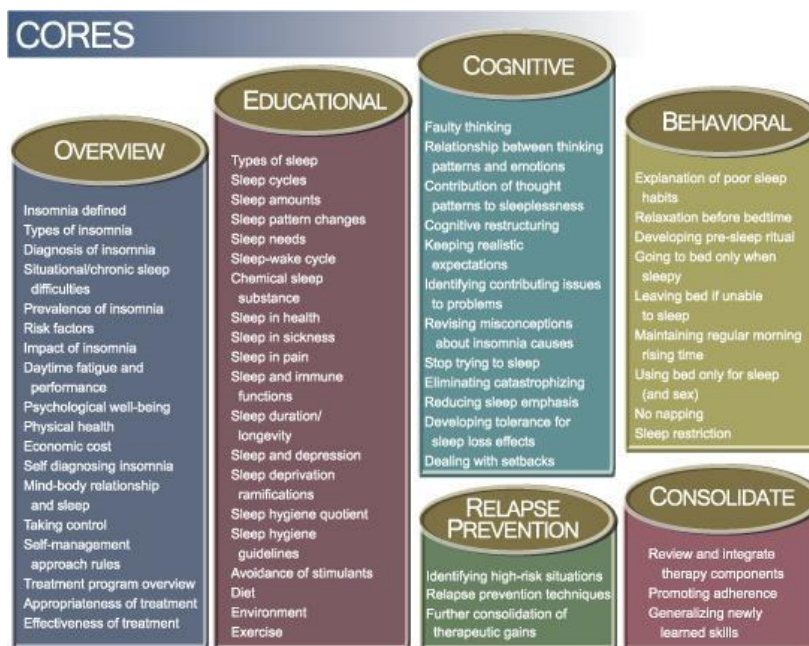 CORES
OVERVIEW
Insomnia defined
Types of insomnia
Diagnosis of insomnia
Situational/chronic sleep
difficulties
Prevalence of insomnia
Risk factors
Impact of insomnia
Daytime fatigue and
performance
Psychological well-being
Physical health
Economic cost
Self diagnosing insomnia
Mind-body relationship
and sleep
Taking control
Self-management
approach rules
Treatment program overview
Appropriateness of treatment
Effectiveness of treatment
EDUCATIONAL
Types of sleep
Sleep cycles
Sleep amounts
Sleep pattern changes
Sleep needs
Sleep-wake cycle
Chemical sleep
substance
Sleep in health
Sleep in sickness
Sleep in pain
Sleep and immune
functions
Sleep duration/
longevity
Sleep and depression
Sleep deprivation
ramifications
Sleep hygiene quotient
Sleep hygiene
guidelines
Avoidance of stimulants
Diet
Environment
Exercise
COGNITIVE
Faulty thinking
Relationship between thinking
patterns and emotions
Contribution of thought
patterns to sleeplessness
Cognitive restructuring
Keeping realistic
expectations
Identifying contributing issues
to problems
Revising misconceptions
about insomnia causes
Stop trying to sleep
Eliminating catastrophizing
Reducing sleep emphasis
Developing tolerance for
sleep loss effects
Dealing with setbacks
BEHAVIORAL
Explanation of poor sleep
habits
Relaxation before bedtime
Developing pre-sleep ritual
Going to bed only when
sleepy
Leaving bed if unable
to sleep
Maintaining regular morning
rising time
Using bed only for sleep
(and sex)
No napping
Sleep restriction
RELAPSE
PREVENTION
Identifying high-risk situations
Relapse prevention techniques
Further consolidation of
therapeutic gains
CONSOLIDATE
Review and integrate
therapy components
Promoting adherence
Generalizing newly
learned skills